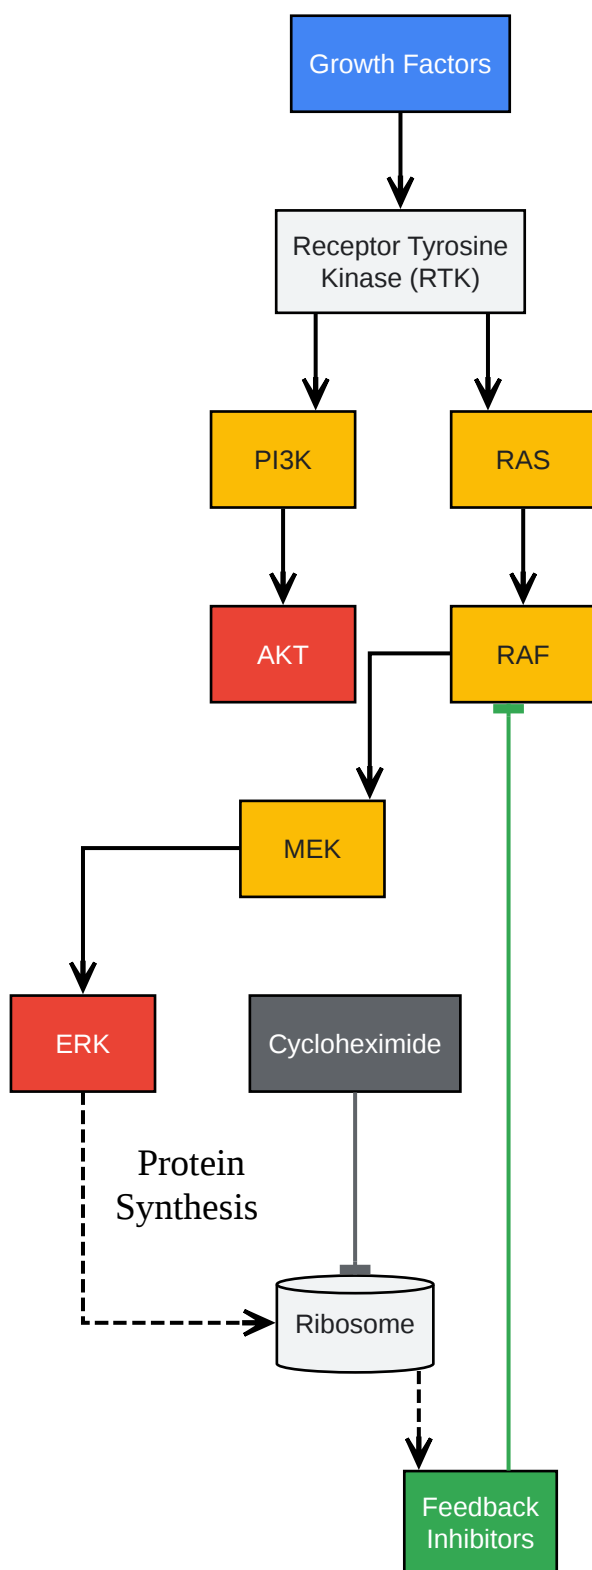 Growth Factors
Receptor Tyrosine
Kinase (RTK)
PI3K
RAS
AKT
RAF
MEK
ERK
Cycloheximide
Protein
Synthesis
Ribosome
Feedback
Inhibitors